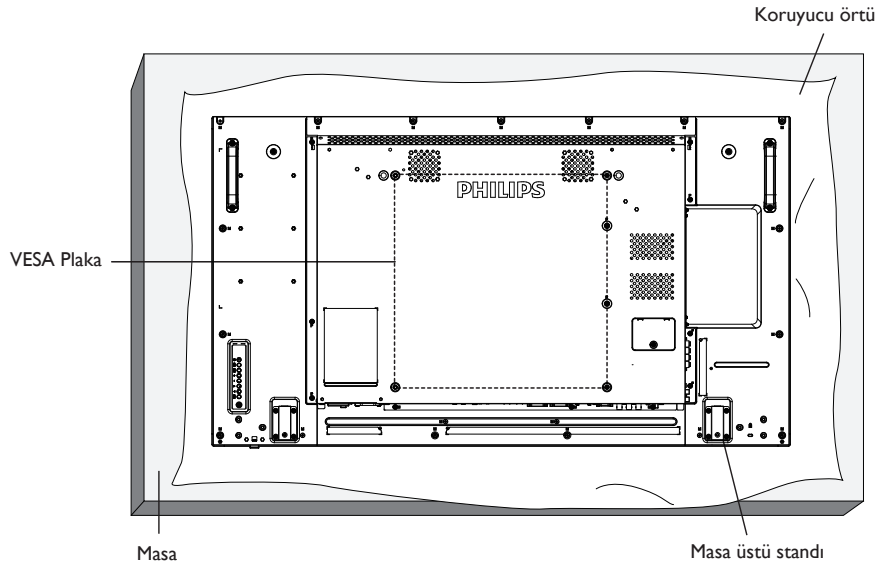 Koruyucu örtü
PHILIPS
VESA Plaka
Masa
Masa üstü standı